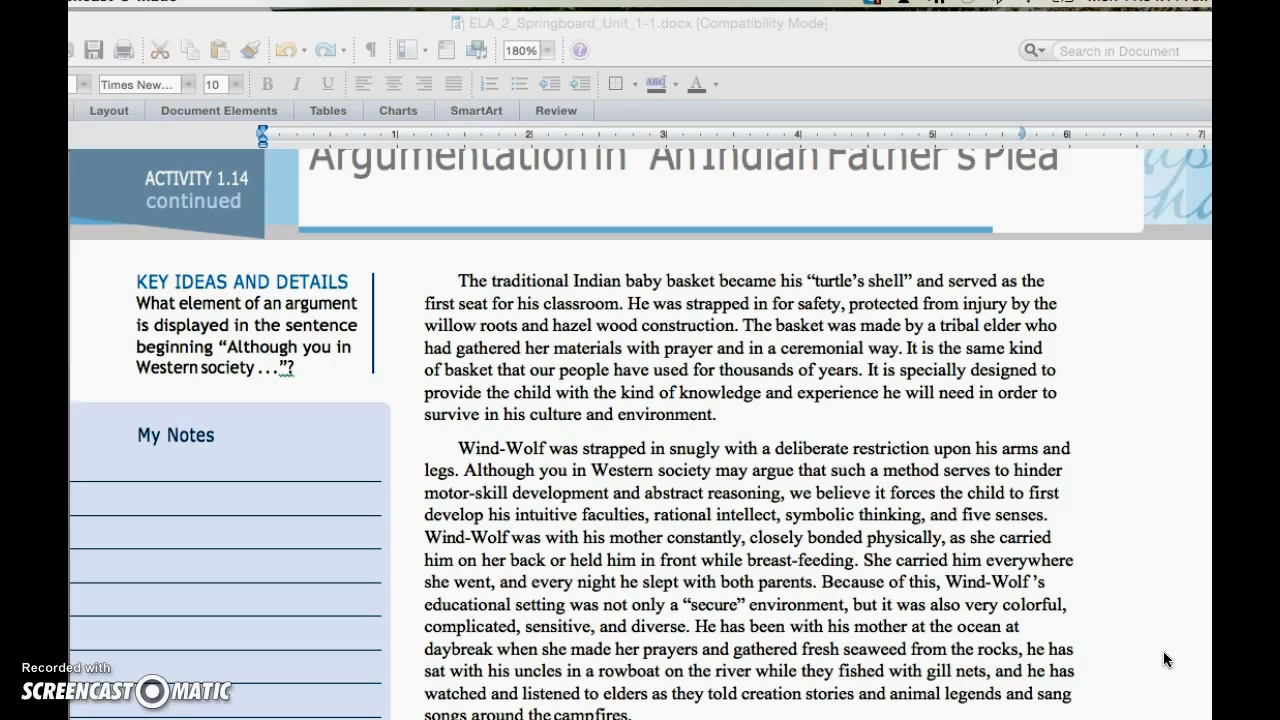 ELA_2_Springboard_Unit_1-1.docx [Compatibility Mode]
180%
Search in Document
Times New...
10
B I U
ABC
A
Layout
Document Elements
Tables
Charts
SmartArt
Review
1 2 3 4 5 6 7
Argumentation in "An Indian Father's Plea
ACTIVITY 1.14
continued
KEY IDEAS AND DETAILS
What element of an argument
is displayed in the sentence
beginning “Although you in
Western society . . .”?
My Notes
The traditional Indian baby basket became his “turtle’s shell” and served as the
first seat for his classroom. He was strapped in for safety, protected from injury by the
willow roots and hazel wood construction. The basket was made by a tribal elder who
had gathered her materials with prayer and in a ceremonial way. It is the same kind
of basket that our people have used for thousands of years. It is specially designed to
provide the child with the kind of knowledge and experience he will need in order to
survive in his culture and environment.
Wind-Wolf was strapped in snugly with a deliberate restriction upon his arms and
legs. Although you in Western society may argue that such a method serves to hinder
motor-skill development and abstract reasoning, we believe it forces the child to first
develop his intuitive faculties, rational intellect, symbolic thinking, and five senses.
Wind-Wolf was with his mother constantly, closely bonded physically, as she carried
him on her back or held him in front while breast-feeding. She carried him everywhere
she went, and every night he slept with both parents. Because of this, Wind-Wolf ’s
educational setting was not only a “secure” environment, but it was also very colorful,
complicated, sensitive, and diverse. He has been with his mother at the ocean at
daybreak when she made her prayers and gathered fresh seaweed from the rocks, he has
sat with his uncles in a rowboat on the river while they fished with gill nets, and he has
watched and listened to elders as they told creation stories and animal legends and sang
songs around the campfires.
Recorded with
SCREENCAST MATIC